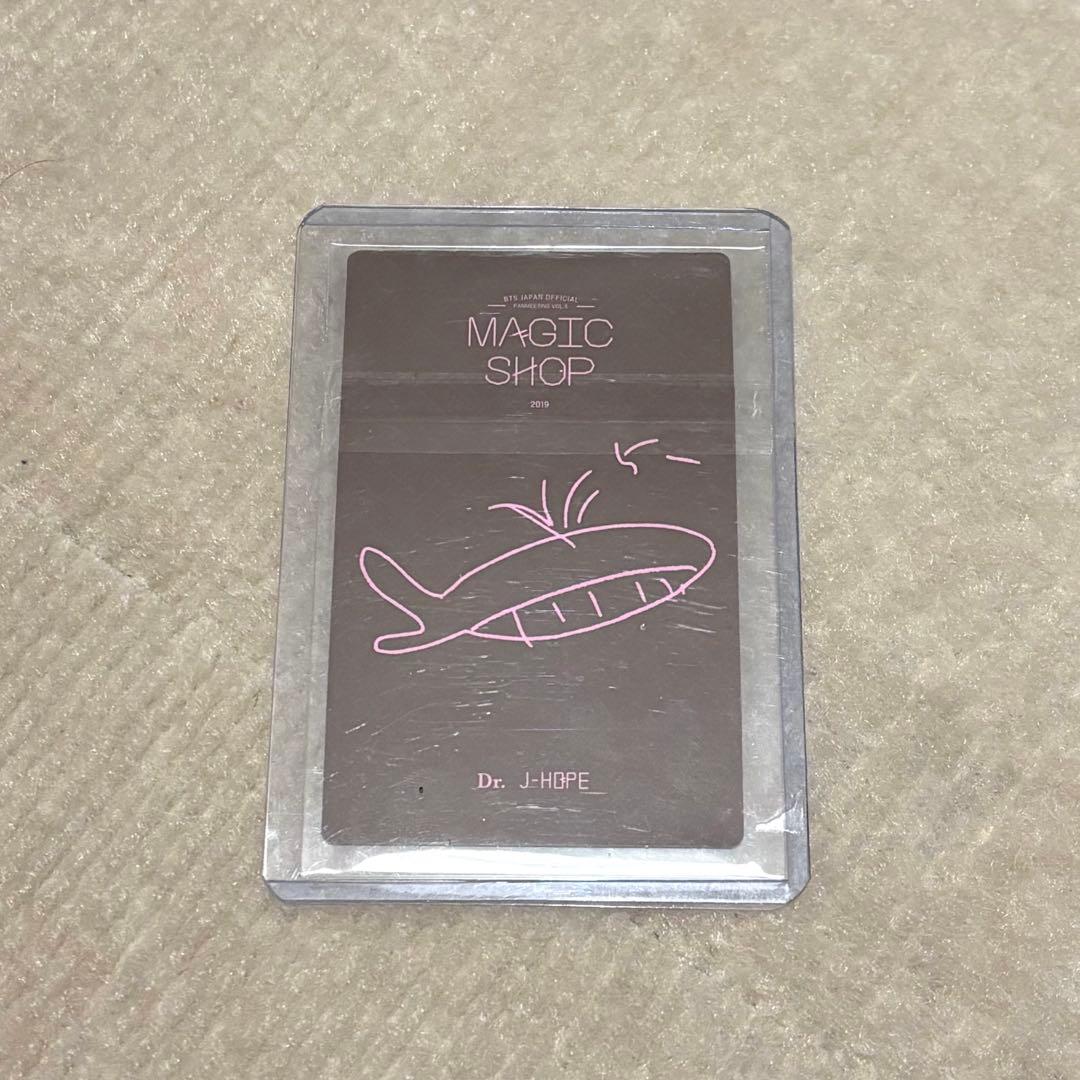 BTS JAPAN OFFICIAL
FANMEETING VOL.5
MAGIC
SHOP
2019
Dr. J-HOPE